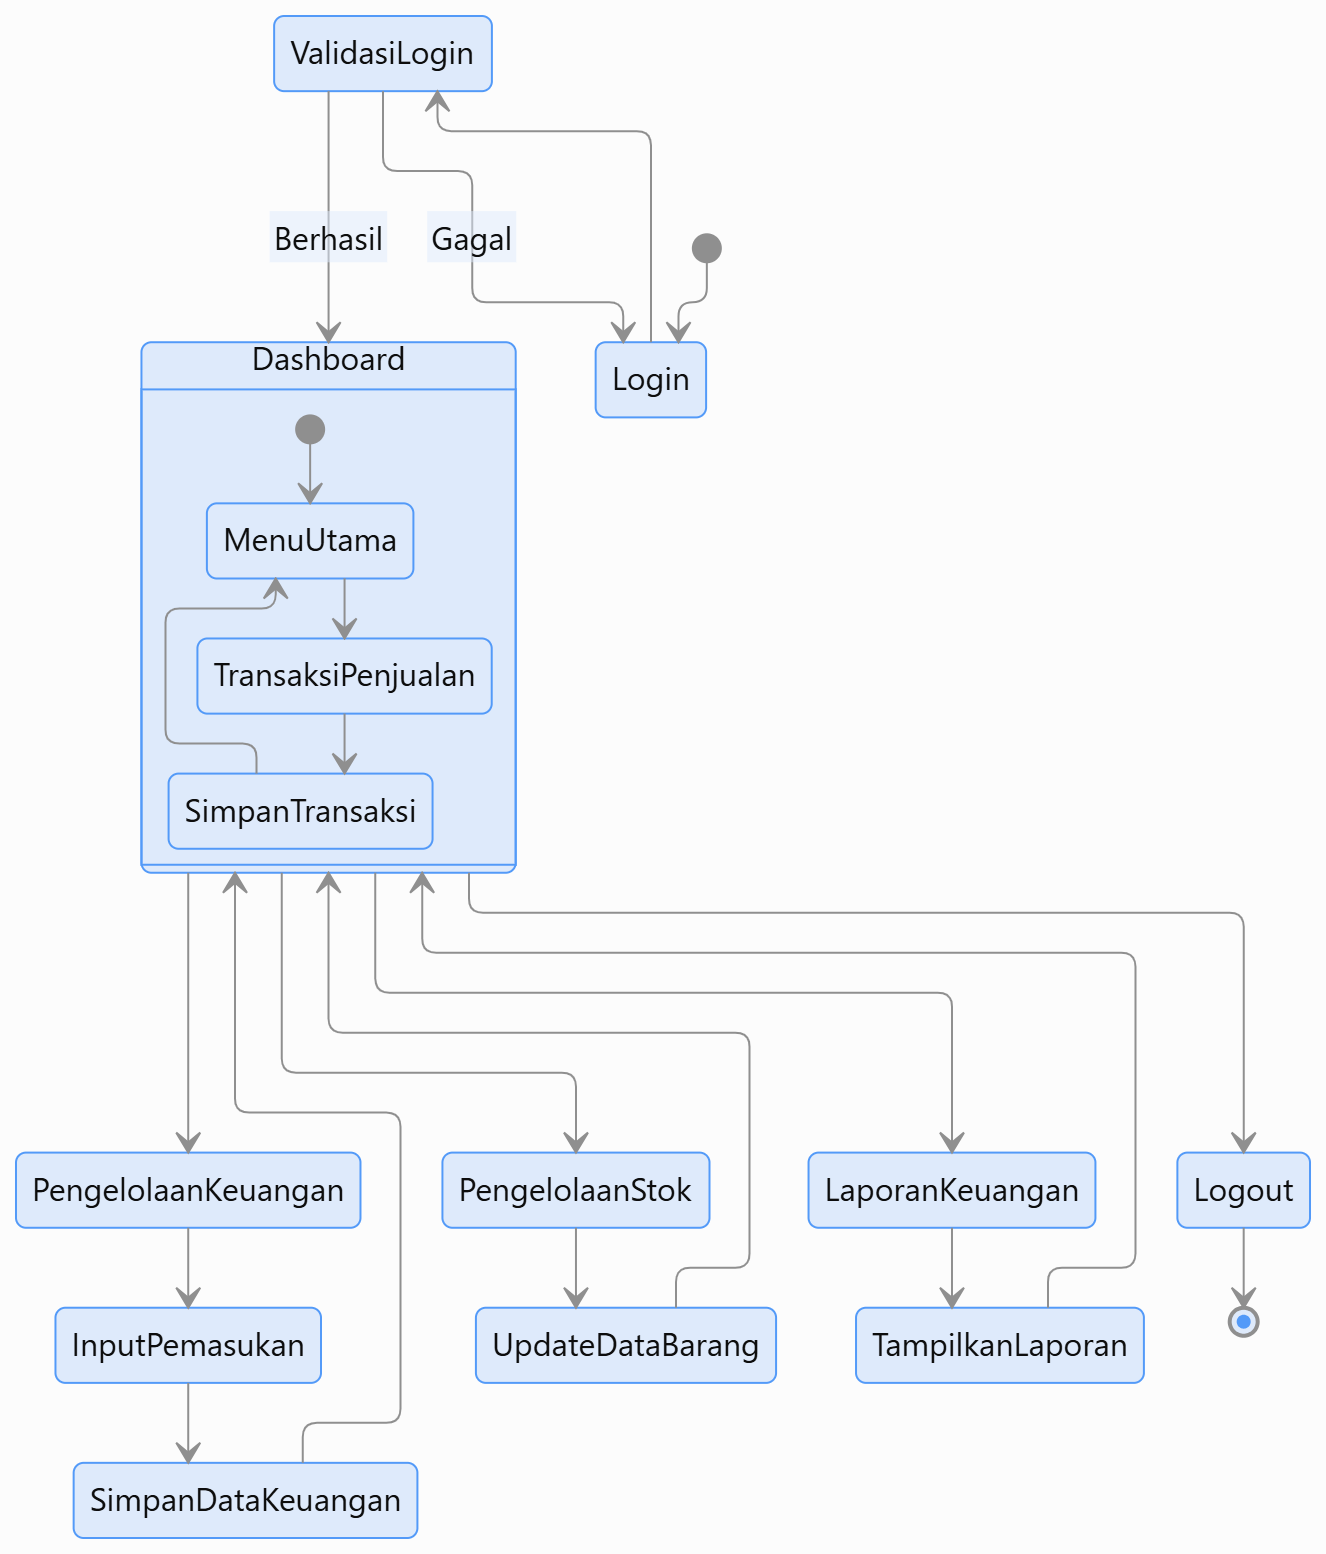 ValidasiLogin
Berhasil
Gagal
Dashboard
Login
MenuUtama
TransaksiPenjualan
SimpanTransaksi
PengelolaanKeuangan
PengelolaanStok
LaporanKeuangan
Logout
InputPemasukan
UpdateDataBarang
TampilkanLaporan
SimpanDataKeuangan